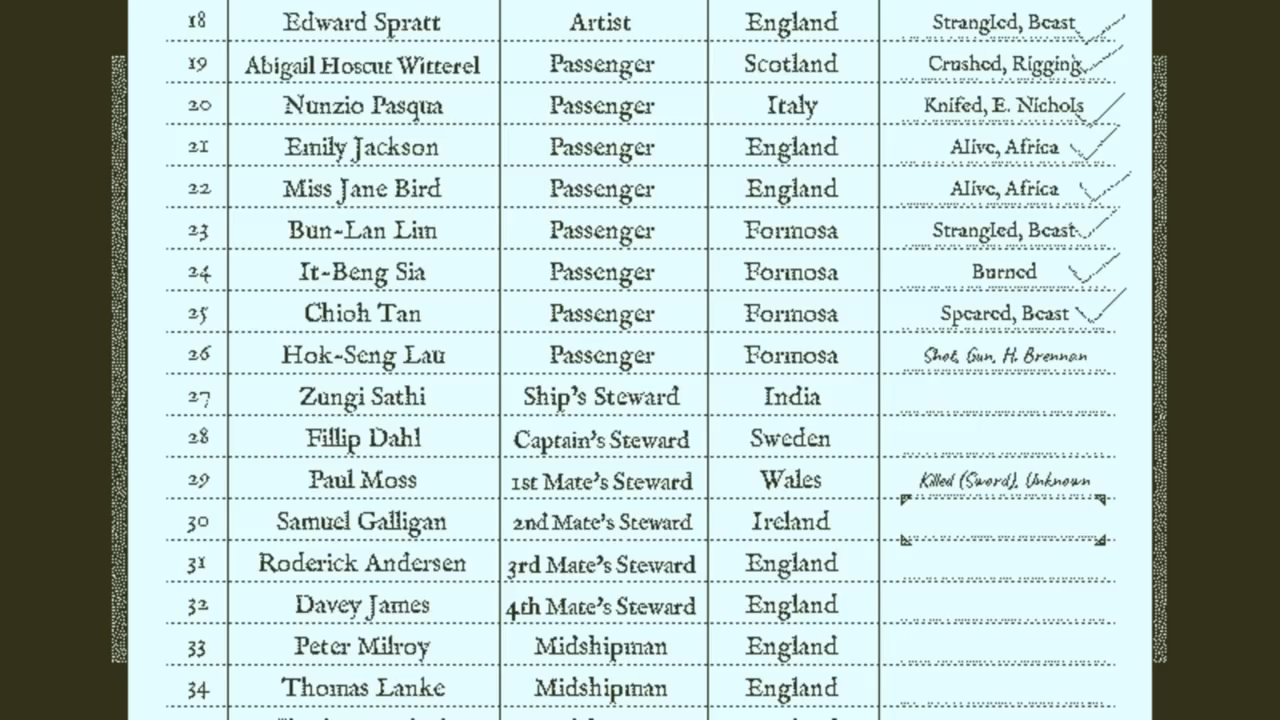 18 Edward Spratt Artist England Strangled, Beast
19 Abigail Hoscut Witterel Passenger Scotland Crushed, Rigging
20 Nunzio Pasqua Passenger Italy Knifed, E. Nichols
21 Emily Jackson Passenger England Alive, Africa
22 Miss Jane Bird Passenger England Alive, Africa
23 Bun-Lan Lim Passenger Formosa Strangled, Beast
24 It-Beng Sia Passenger Formosa Burned
25 Chioh Tan Passenger Formosa Speared, Beast
26 Hok-Seng Lau Passenger Formosa Shot, Gun, H. Brennan
27 Zungi Sathi Ship's Steward India
28 Fillip Dahl Captain's Steward Sweden
29 Paul Moss 1st Mate's Steward Wales Killed (Sword), Unknown
30 Samuel Galligan 2nd Mate's Steward Ireland
31 Roderick Andersen 3rd Mate's Steward England
32 Davey James 4th Mate's Steward England
33 Peter Milroy Midshipman England
34 Thomas Lanke Midshipman England